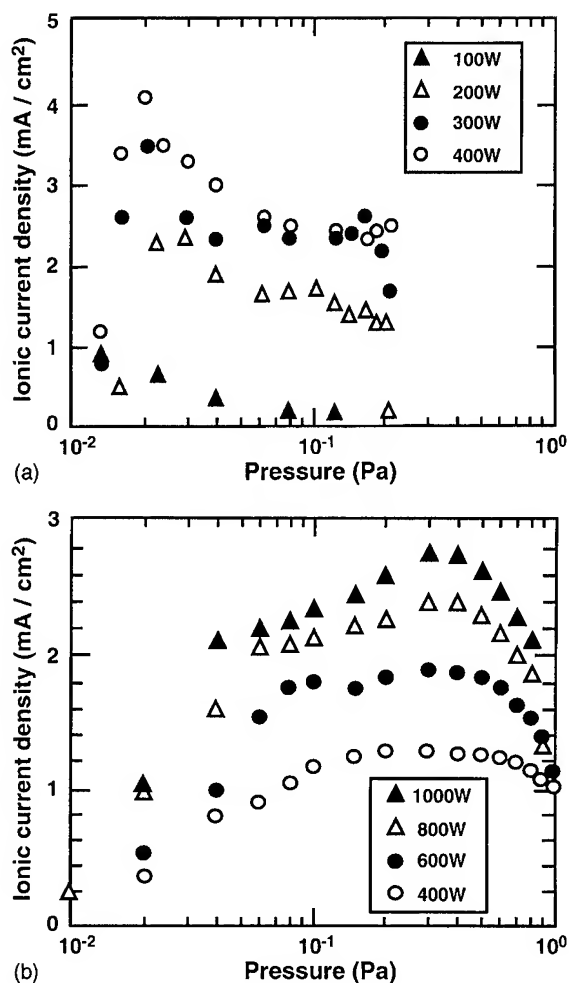 5
4
3
2
1
0
Ionic current density (mA / cm²)
100W
200W
300W
400W
10⁻²
10⁻¹
10⁰
(a)
Pressure (Pa)
3
2
1
0
Ionic current density (mA / cm²)
1000W
800W
600W
400W
10⁻²
10⁻¹
10⁰
(b)
Pressure (Pa)